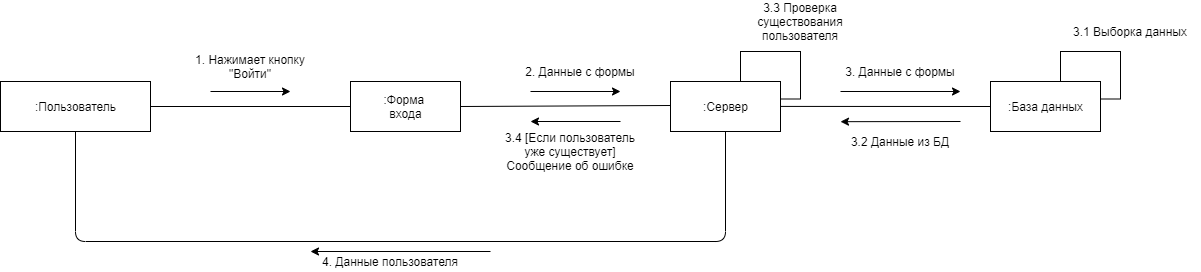 3.3 Проверка
существования
пользователя
3.1 Выборка данных
1. Нажимает кнопку
"Войти"
2. Данные с формы
3. Данные с формы
:Пользователь
:Форма
входа
:Сервер
:База данных
3.4 [Если пользователь
уже существует]
Сообщение об ошибке
3.2 Данные из БД
4. Данные пользователя